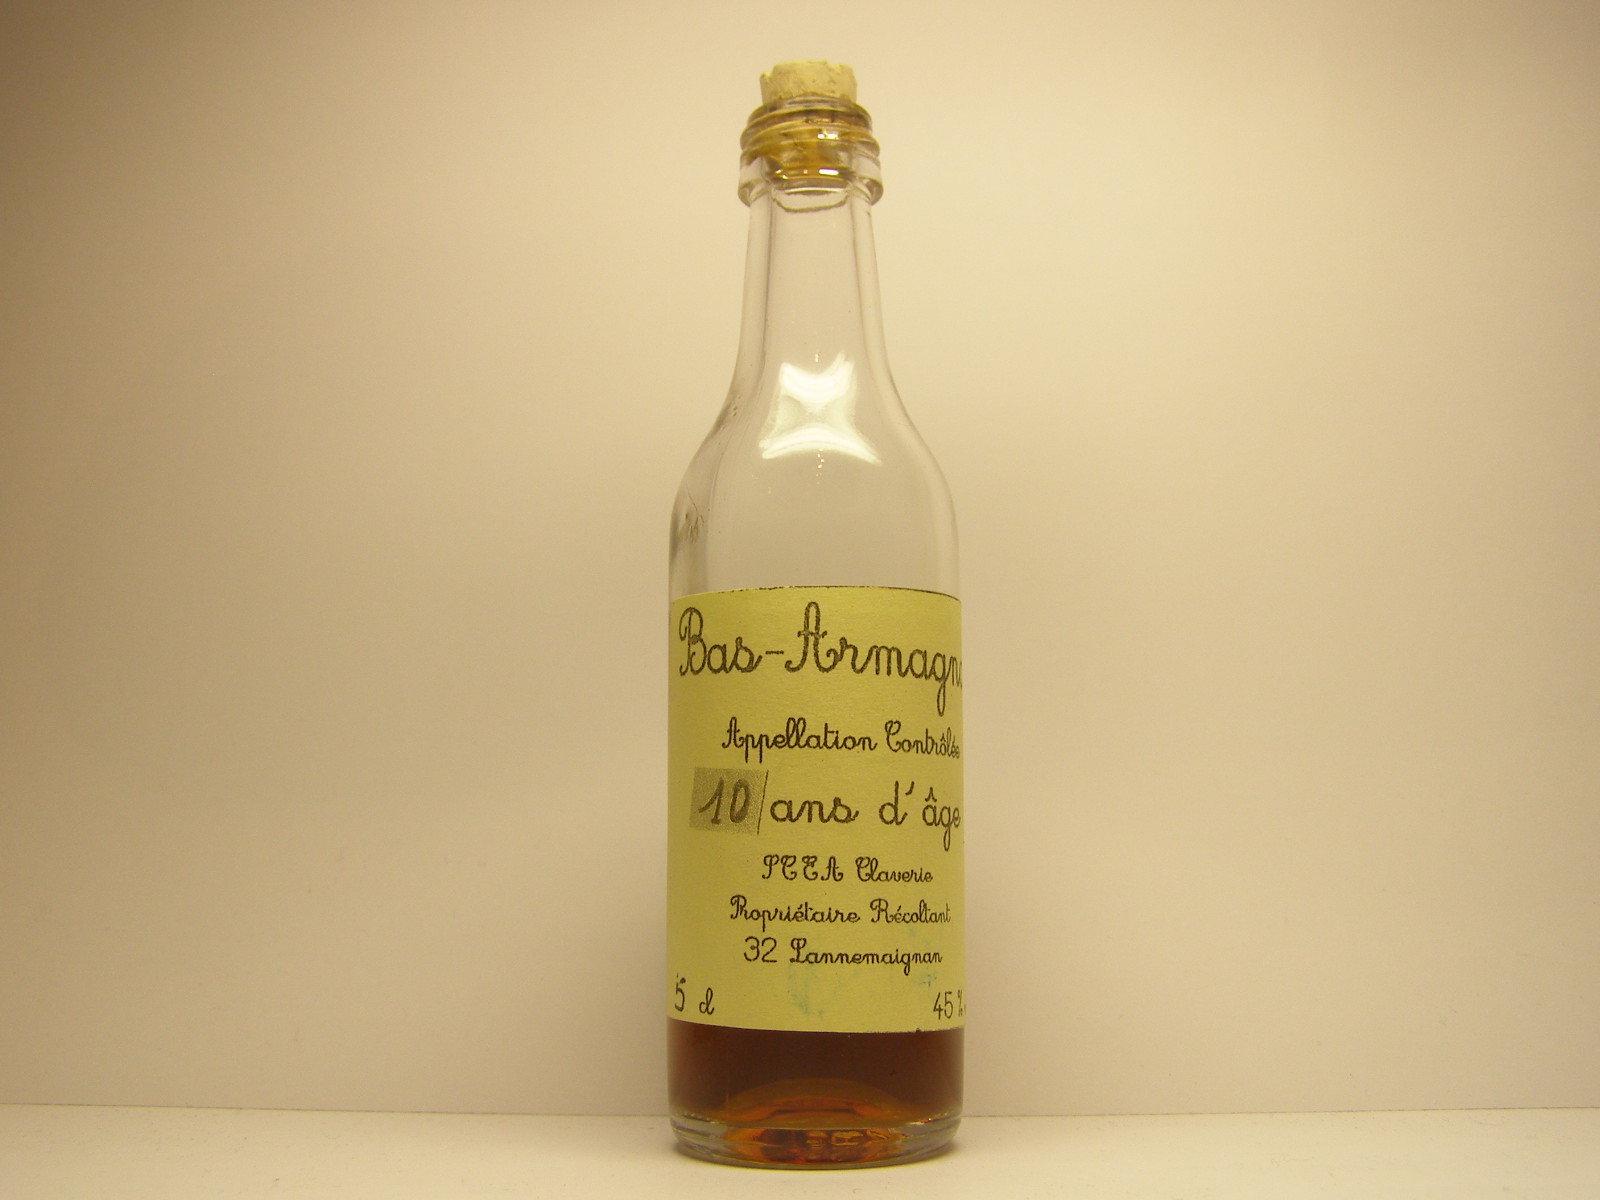 Bas-Armagn
Appellation Contrôlée
10 ans d'âge
SCEA Claverie
Propriétaire Récoltant
32 Lannemaignan
5 cl 45%